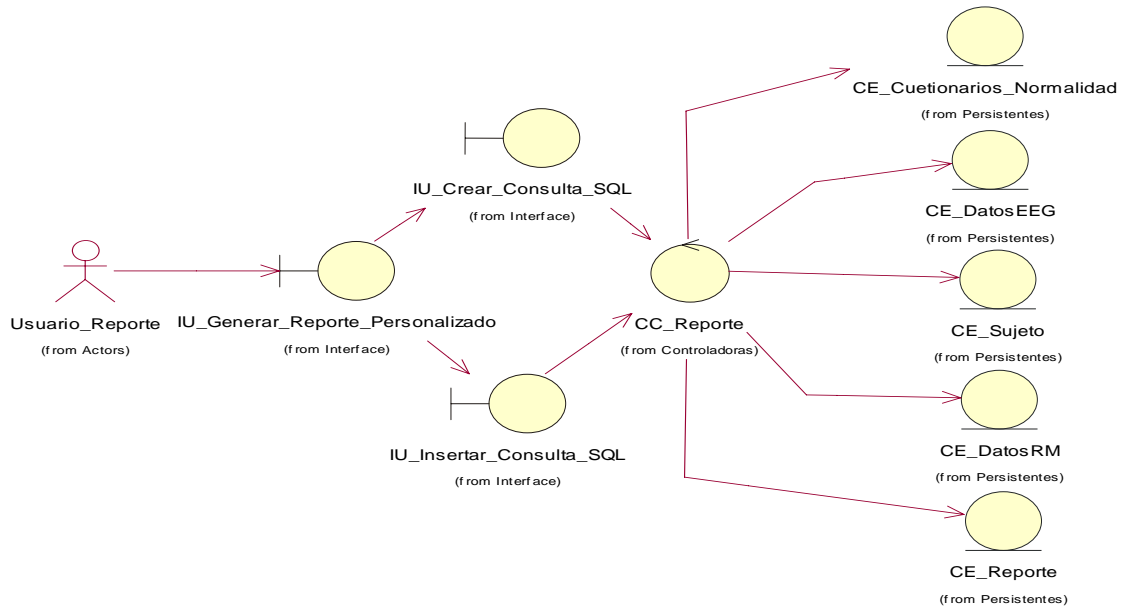 CE_Cuetionarios_Normalidad
(from Persistentes)
IU_Crear_Consulta_SQL
(from Interface)
CE_DatosEEG
(from Persistentes)
Usuario_Reporte
(from Actors)
IU_Generar_Reporte_Personalizado
(from Interface)
CC_Reporte
(from Controladoras)
CE_Sujeto
(from Persistentes)
IU_Insertar_Consulta_SQL
(from Interface)
CE_DatosRM
(from Persistentes)
CE_Reporte
(from Persistentes)